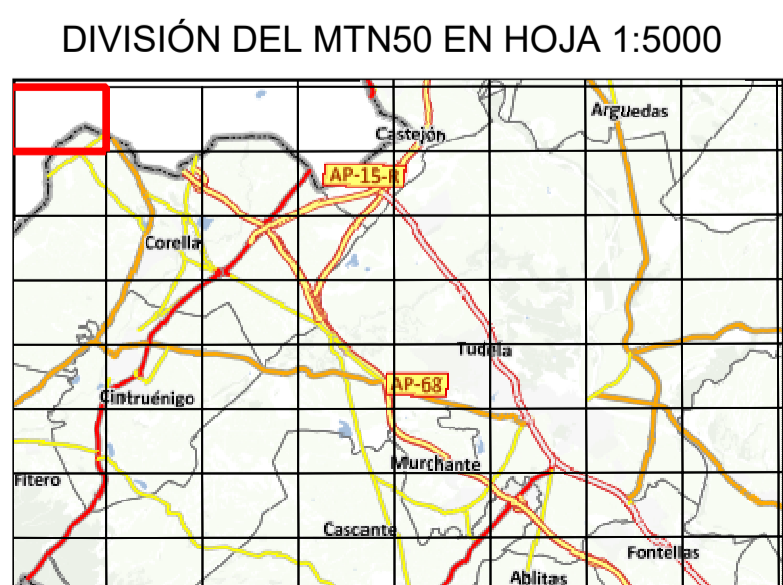 DIVISIÓN DEL MTN50 EN HOJA 1:5000
Arguedas
Castejón
AP-15-R
Corella
Tudela
AP-68
Cintruénigo
Murchante
Fitero
Cascante
Fontellas
Ablitas